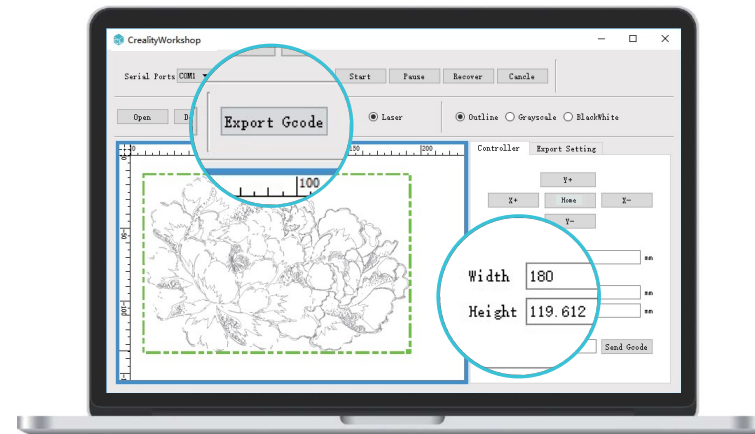 CrealityWorkshop
Serial Ports COM1 Start Pause Recover Cancle
Open Export Gcode Laser Outline Grayscale BlackWhite
0 150 200
100
Controller Export Setting
Y+
X+ Home X-
Y-
mm
Width 180
mm
Height 119.612 mm
Send Gcode